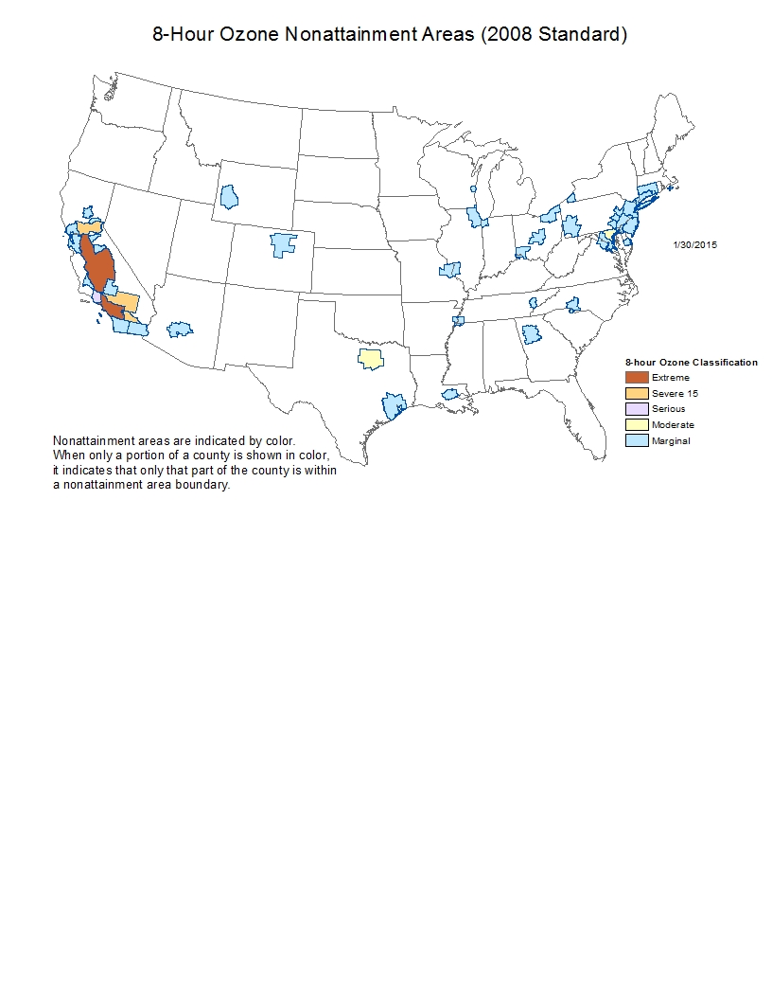 8-Hour Ozone Nonattainment Areas (2008 Standard)
1/30/2015
8-hour Ozone Classification
Extreme
Severe 15
Serious
Moderate
Marginal
Nonattainment areas are indicated by color.
When only a portion of a county is shown in color,
it indicates that only that part of the county is within
a nonattainment area boundary.